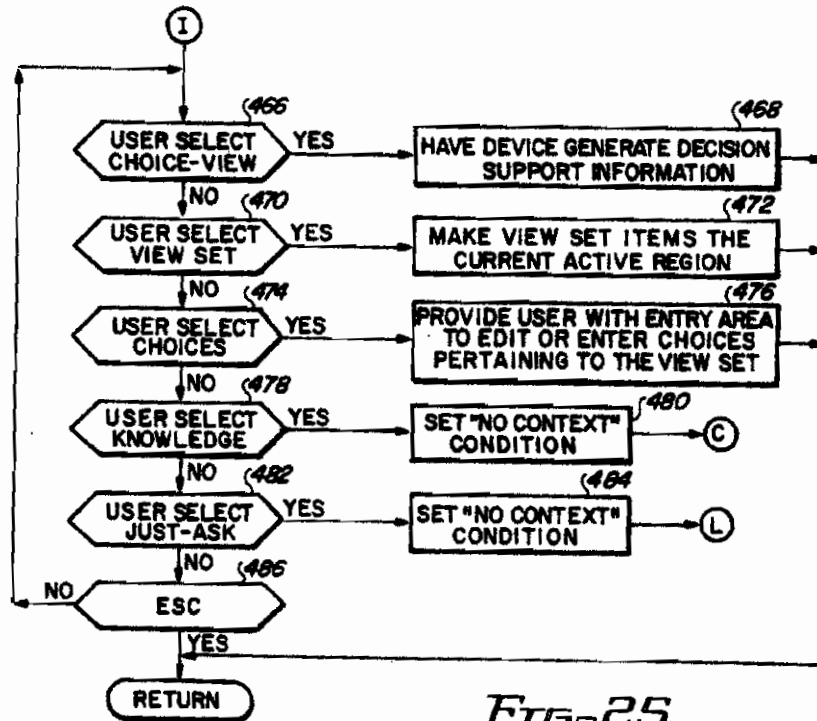 I
466
468
USER SELECT
CHOICE-VIEW
YES
HAVE DEVICE GENERATE DECISION
SUPPORT INFORMATION
NO
470
472
USER SELECT
VIEW SET
YES
MAKE VIEW SET ITEMS THE
CURRENT ACTIVE REGION
NO
474
476
USER SELECT
CHOICES
YES
PROVIDE USER WITH ENTRY AREA
TO EDIT OR ENTER CHOICES
PERTAINING TO THE VIEW SET
NO
478
480
USER SELECT
KNOWLEDGE
YES
SET "NO CONTEXT"
CONDITION
C
NO
482
484
USER SELECT
JUST-ASK
YES
SET "NO CONTEXT"
CONDITION
L
NO
486
NO
ESC
YES
RETURN
FIG-25